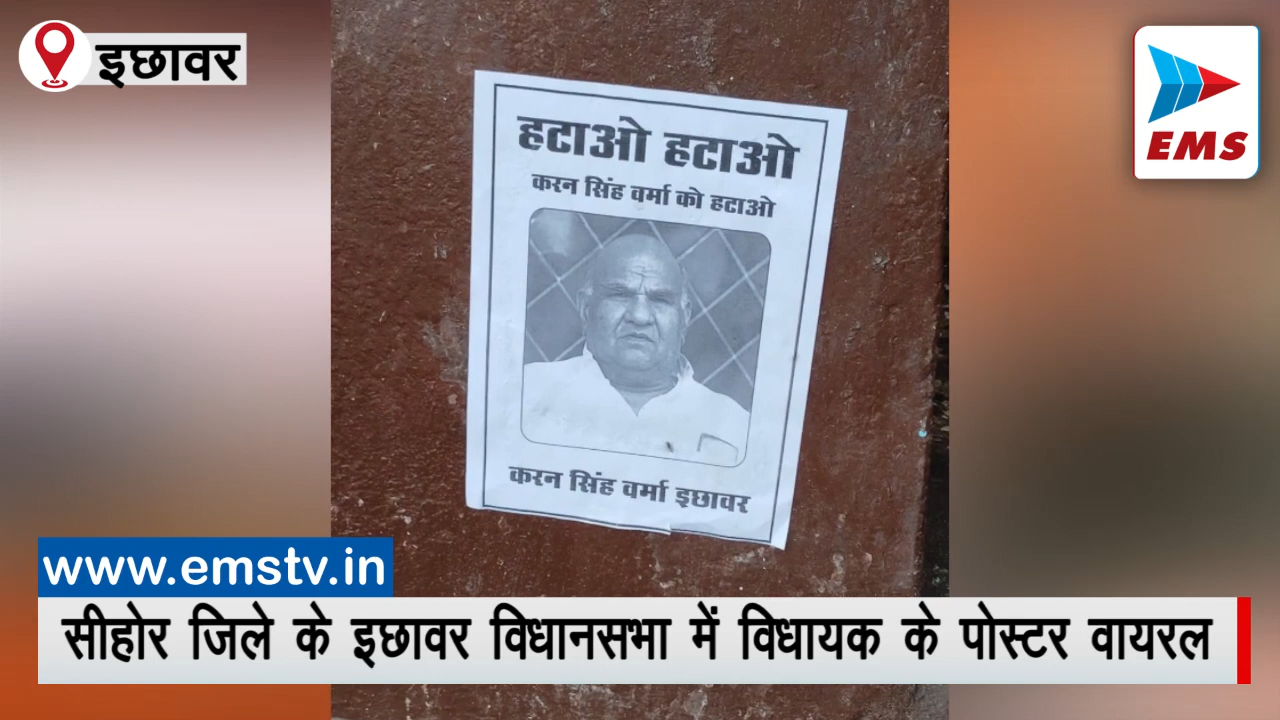 इछावर
EMS
हटाओ हटाओ
करन सिंह वर्मा को हटाओ
करन सिंह वर्मा इछावर
www.emstv.in
सीहोर जिले के इछावर विधानसभा में विधायक के पोस्टर वायरल